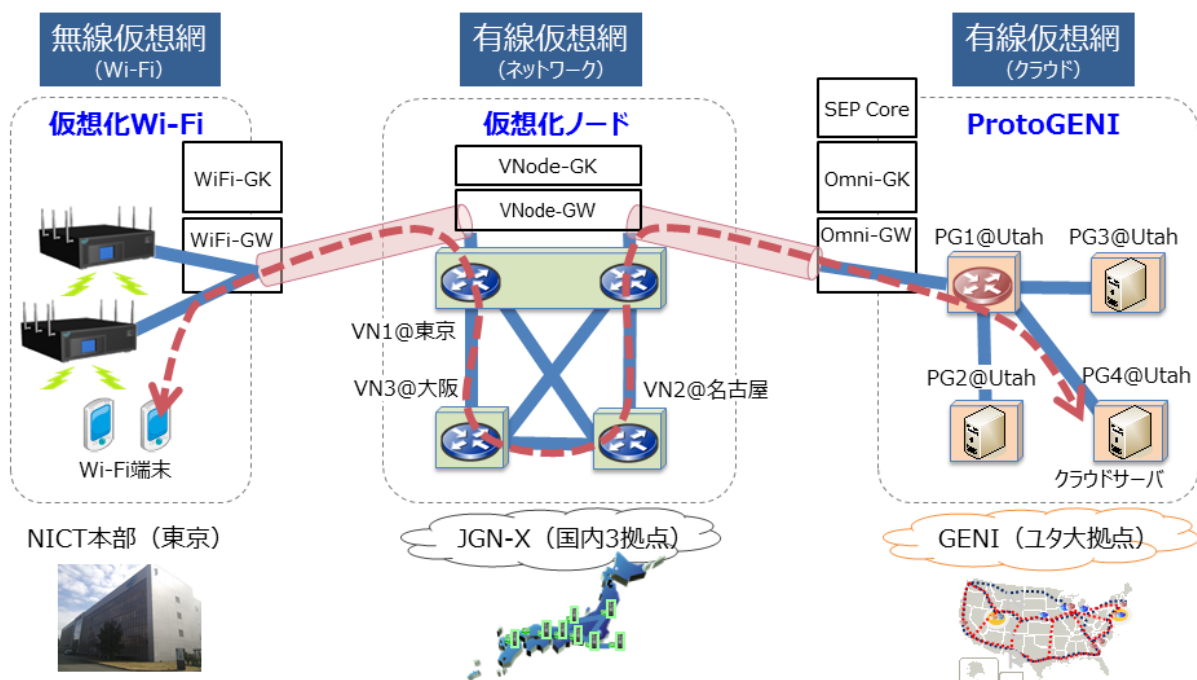 無線仮想網
（Wi-Fi）
有線仮想網
（ネットワーク）
有線仮想網
（クラウド）
仮想化Wi-Fi
WiFi-GK
WiFi-GW
Wi-Fi端末
仮想化ノード
VNode-GK
VNode-GW
VN1@東京
VN3@大阪
VN2@名古屋
SEP Core
Omni-GK
Omni-GW
ProtoGENI
PG1@Utah
PG3@Utah
PG2@Utah
PG4@Utah
クラウドサーバ
NICT本部（東京）
JGN-X（国内3拠点）
GENI（ユタ大拠点）